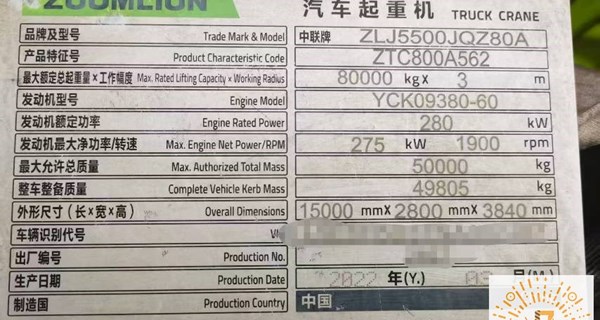 ZOOMLION 汽车起重机 TRUCK CRANE
品牌及型号 Trade Mark & Model 中联牌 ZLJ5500JQZ80A
产品特征号 Product Characteristic Code ZTC800A562
最大额定总起重量×工作幅度 Max. Rated Lifting Capacity x Working Radius 80000 kgx 3 m
发动机型号 Engine Model YCK09380-60
发动机额定功率 Engine Rated Power 280 kW
发动机最大净功率/转速 Max. Engine Net Power/RPM 275 kW 1900 rpm
最大允许总质量 Max. Authorized Total Mass 50000 kg
整车整备质量 Complete Vehicle Kerb Mass 49805 kg
外形尺寸（长×宽×高） Overall Dimensions 15000 mmX 2800 mmX 3840 mm
车辆识别代号
出厂编号 Production No.
生产日期 Production Date 2022 年(Y.) 03
制造国 Production Country 中国